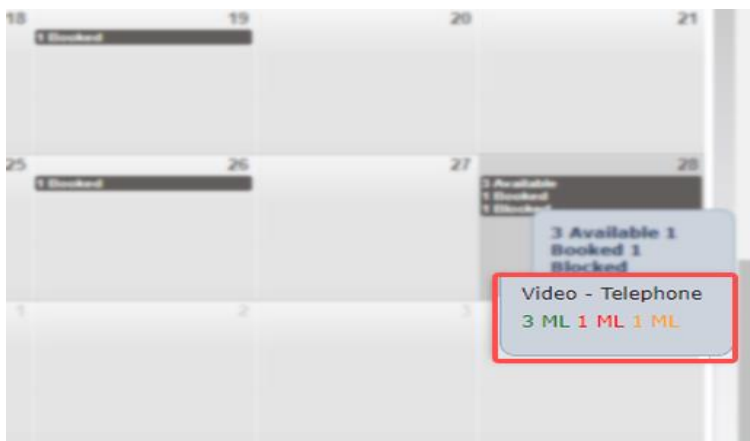 18 19 20 21
1 Booked
25 26 27 28
1 Booked
3 Available
1 Booked
1 Blocked
3 Available 1
Booked 1
Blocked
Video - Telephone
3 ML 1 ML 1 ML
1 2 3